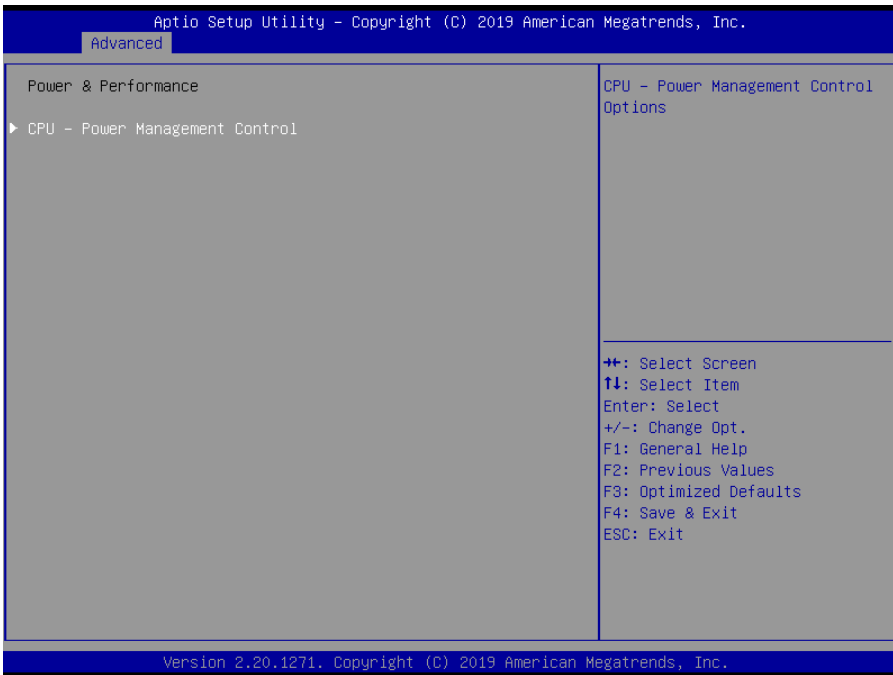 Aptio Setup Utility – Copyright (C) 2019 American Megatrends, Inc.
Advanced
Power & Performance
▶ CPU – Power Management Control
CPU – Power Management Control
Options
→←: Select Screen
↑↓: Select Item
Enter: Select
+/-: Change Opt.
F1: General Help
F2: Previous Values
F3: Optimized Defaults
F4: Save & Exit
ESC: Exit
Version 2.20.1271. Copyright (C) 2019 American Megatrends, Inc.